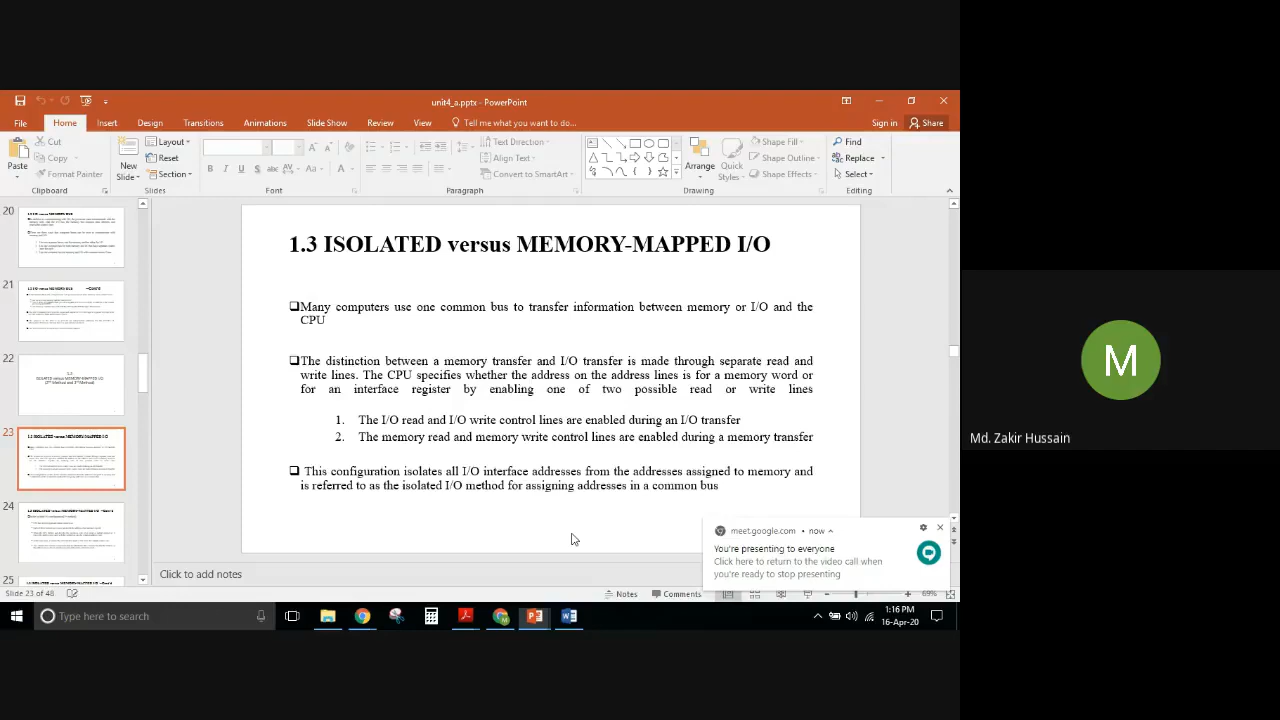 unit4_a.pptx - PowerPoint
File Home Insert Design Transitions Animations Slide Show Review View Tell me what you want to do... Sign in Share
Paste Cut Copy Format Painter Clipboard
New Slide Layout Reset Section Slides
B I U S abc AV Aa A Font
Text Direction Align Text Convert to SmartArt Paragraph
Arrange Quick Styles Shape Fill Shape Outline Shape Effects Drawing
Find Replace Select Editing
20
21
22
23
24
25
1.5 ISOLATED versus MEMORY-MAPPED I/O
Many computers use one common bus to transfer information between memory or I/O and the
CPU
The distinction between a memory transfer and I/O transfer is made through separate read and
write lines. The CPU specifies whether the address on the address lines is for a memory word or
for an interface register by enabling one of two possible read or write lines
1. The I/O read and I/O write control lines are enabled during an I/O transfer
2. The memory read and memory write control lines are enabled during a memory transfer
This configuration isolates all I/O interface addresses from the addresses assigned to memory and
is referred to as the isolated I/O method for assigning addresses in a common bus
meet.google.com • now
You're presenting to everyone
Click here to return to the video call when
you're ready to stop presenting
Click to add notes
Slide 23 of 48 Notes Comments 69%
Type here to search
1:16 PM
16-Apr-20
M
Md. Zakir Hussain